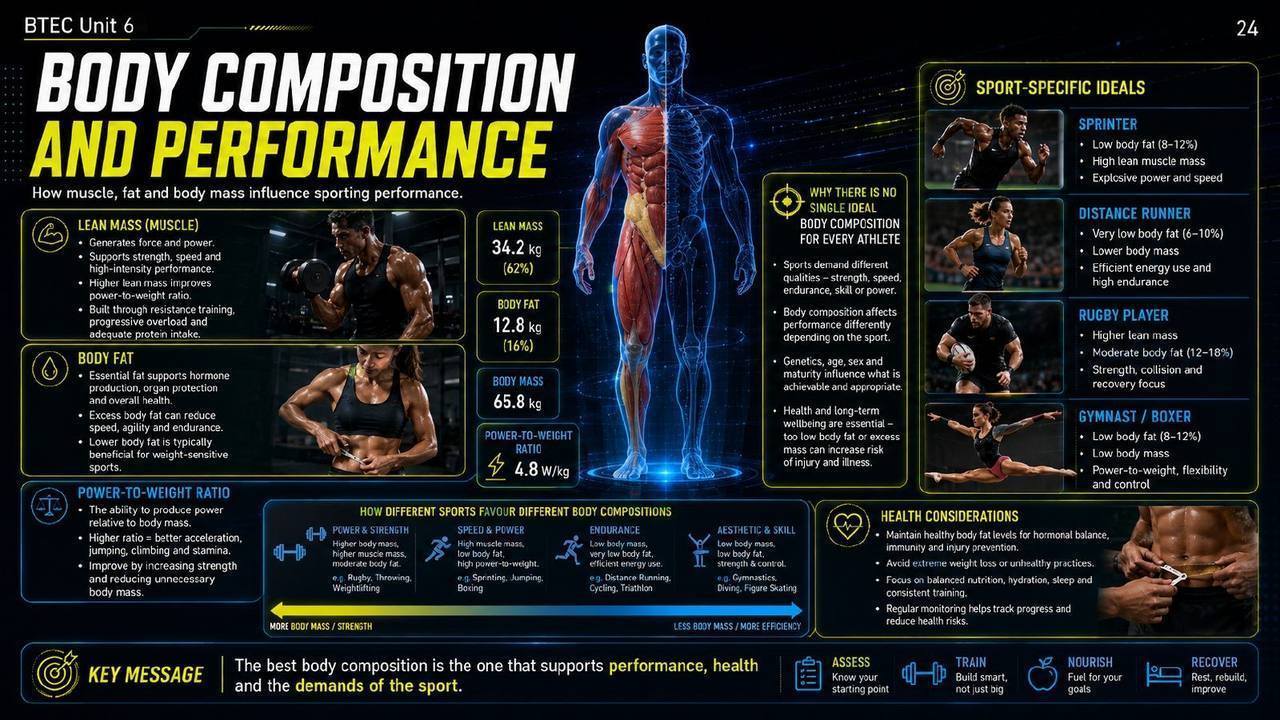 BTEC Unit 6
24
BODY COMPOSITION
AND PERFORMANCE
How muscle, fat and body mass influence sporting performance.
LEAN MASS (MUSCLE)
• Generates force and power.
• Supports strength, speed and
high-intensity performance.
• Higher lean mass improves
power-to-weight ratio.
• Built through resistance training,
progressive overload and
adequate protein intake.
BODY FAT
• Essential fat supports hormone
production, organ protection
and overall health.
• Excess body fat can reduce
speed, agility and endurance.
• Lower body fat is typically
beneficial for weight-sensitive
sports.
POWER-TO-WEIGHT RATIO
• The ability to produce power
relative to body mass.
• Higher ratio = better acceleration,
jumping, climbing and stamina.
• Improve by increasing strength
and reducing unnecessary
body mass.
LEAN MASS
34.2 kg
(62%)
BODY FAT
12.8 kg
(16%)
BODY MASS
65.8 kg
POWER-TO-WEIGHT
RATIO
4.8 W/kg
WHY THERE IS NO
SINGLE IDEAL
BODY COMPOSITION
FOR EVERY ATHLETE
• Sports demand different
qualities – strength, speed,
endurance, skill or power.
• Body composition affects
performance differently
depending on the sport.
• Genetics, age, sex and
maturity influence what is
achievable and appropriate.
• Health and long-term
wellbeing are essential –
too low body fat or excess
mass can increase risk
of injury and illness.
SPORT-SPECIFIC IDEALS
SPRINTER
• Low body fat (8–12%)
• High lean muscle mass
• Explosive power and speed
DISTANCE RUNNER
• Very low body fat (6–10%)
• Lower body mass
• Efficient energy use and
high endurance
RUGBY PLAYER
• Higher lean mass
• Moderate body fat (12–18%)
• Strength, collision and
recovery focus
GYMNAST / BOXER
• Low body fat (8–12%)
• Low body mass
• Power-to-weight, flexibility
and control
HOW DIFFERENT SPORTS FAVOUR DIFFERENT BODY COMPOSITIONS
POWER & STRENGTH
Higher body mass,
higher muscle mass,
moderate body fat.
e.g. Rugby, Throwing,
Weightlifting
SPEED & POWER
High muscle mass,
low body fat,
high power-to-weight.
e.g. Sprinting, Jumping,
Boxing
ENDURANCE
Low body mass,
very low body fat,
efficient energy use.
e.g. Distance Running,
Cycling, Triathlon
AESTHETIC & SKILL
Low body mass,
low body fat,
strength & control.
e.g. Gymnastics,
Diving, Figure Skating
MORE BODY MASS / STRENGTH
LESS BODY MASS / MORE EFFICIENCY
HEALTH CONSIDERATIONS
• Maintain healthy body fat levels for hormonal balance,
immunity and injury prevention.
• Avoid extreme weight loss or unhealthy practices.
• Focus on balanced nutrition, hydration, sleep and
consistent training.
• Regular monitoring helps track progress and
reduce health risks.
KEY MESSAGE
The best body composition is the one that supports performance, health
and the demands of the sport.
ASSESS
Know your
starting point
TRAIN
Build smart,
not just big
NOURISH
Fuel for your
goals
RECOVER
Rest, rebuild,
improve